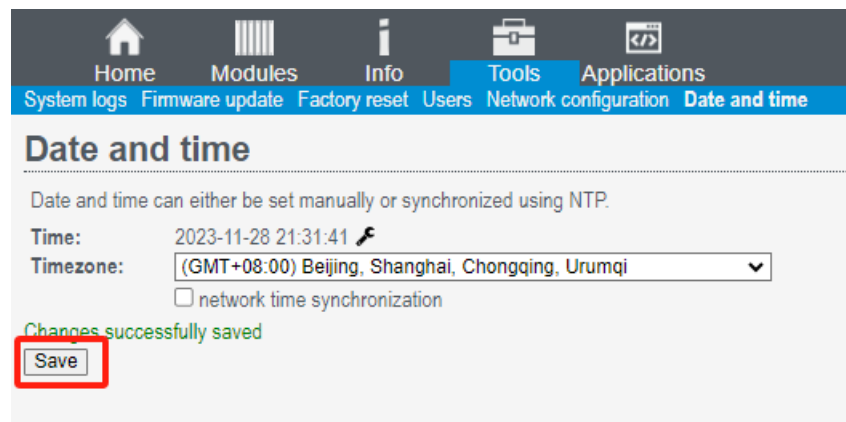 Home Modules Info Tools Applications
System logs Firmware update Factory reset Users Network configuration Date and time
Date and time
Date and time can either be set manually or synchronized using NTP.
Time: 2023-11-28 21:31:41
Timezone: (GMT+08:00) Beijing, Shanghai, Chongqing, Urumqi
network time synchronization
Changes successfully saved
Save